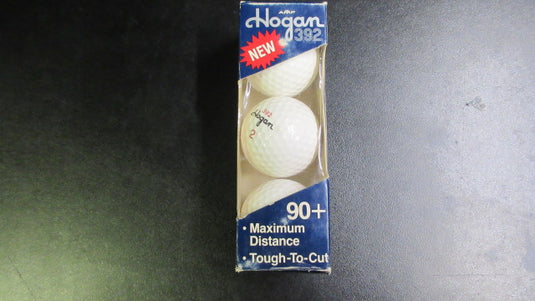 Hogan
392
NEW
392
Hogan
2
90+
• Maximum
Distance
• Tough-To-Cut